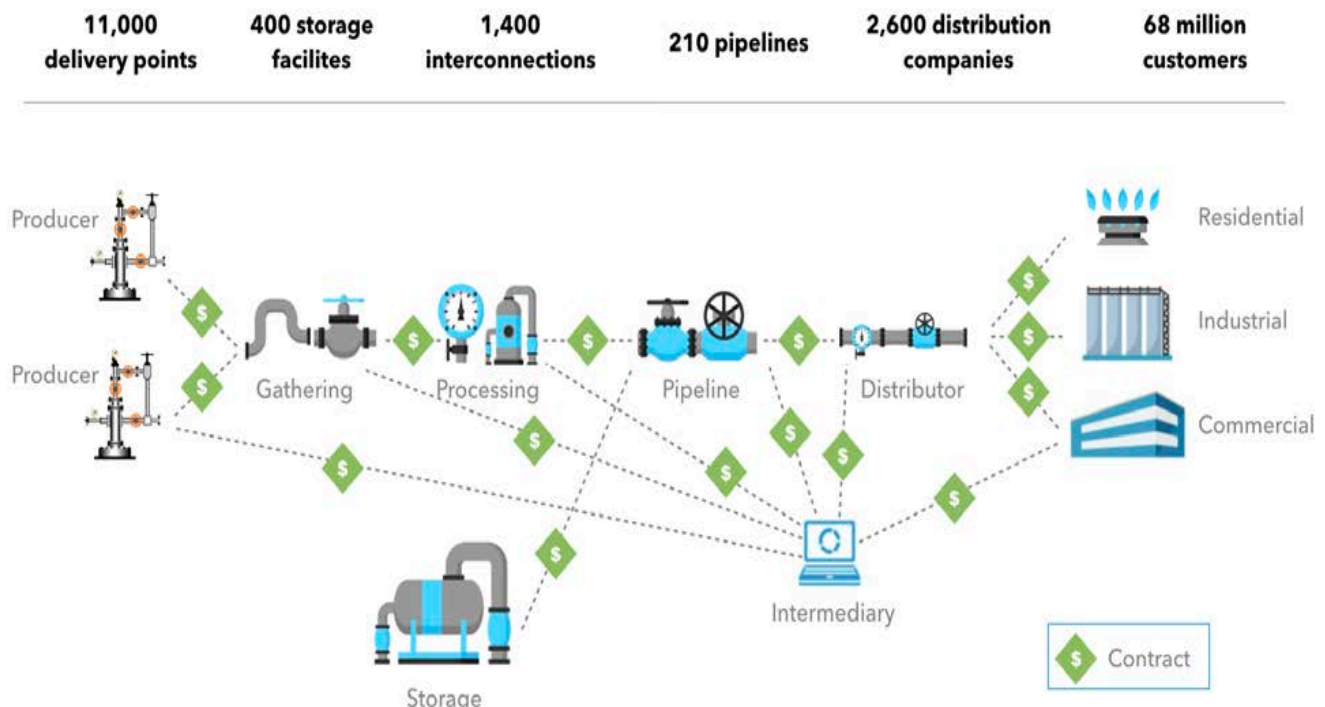 11,000
delivery points
400 storage
facilites
1,400
interconnections
210 pipelines
2,600 distribution
companies
68 million
customers
Producer
Residential
$
$
$
$
$
$
Industrial
Producer
$
Gathering
Processing
Pipeline
Distributor
$
Commercial
$
$
$
$
$
$
$
Intermediary
Storage
$ Contract